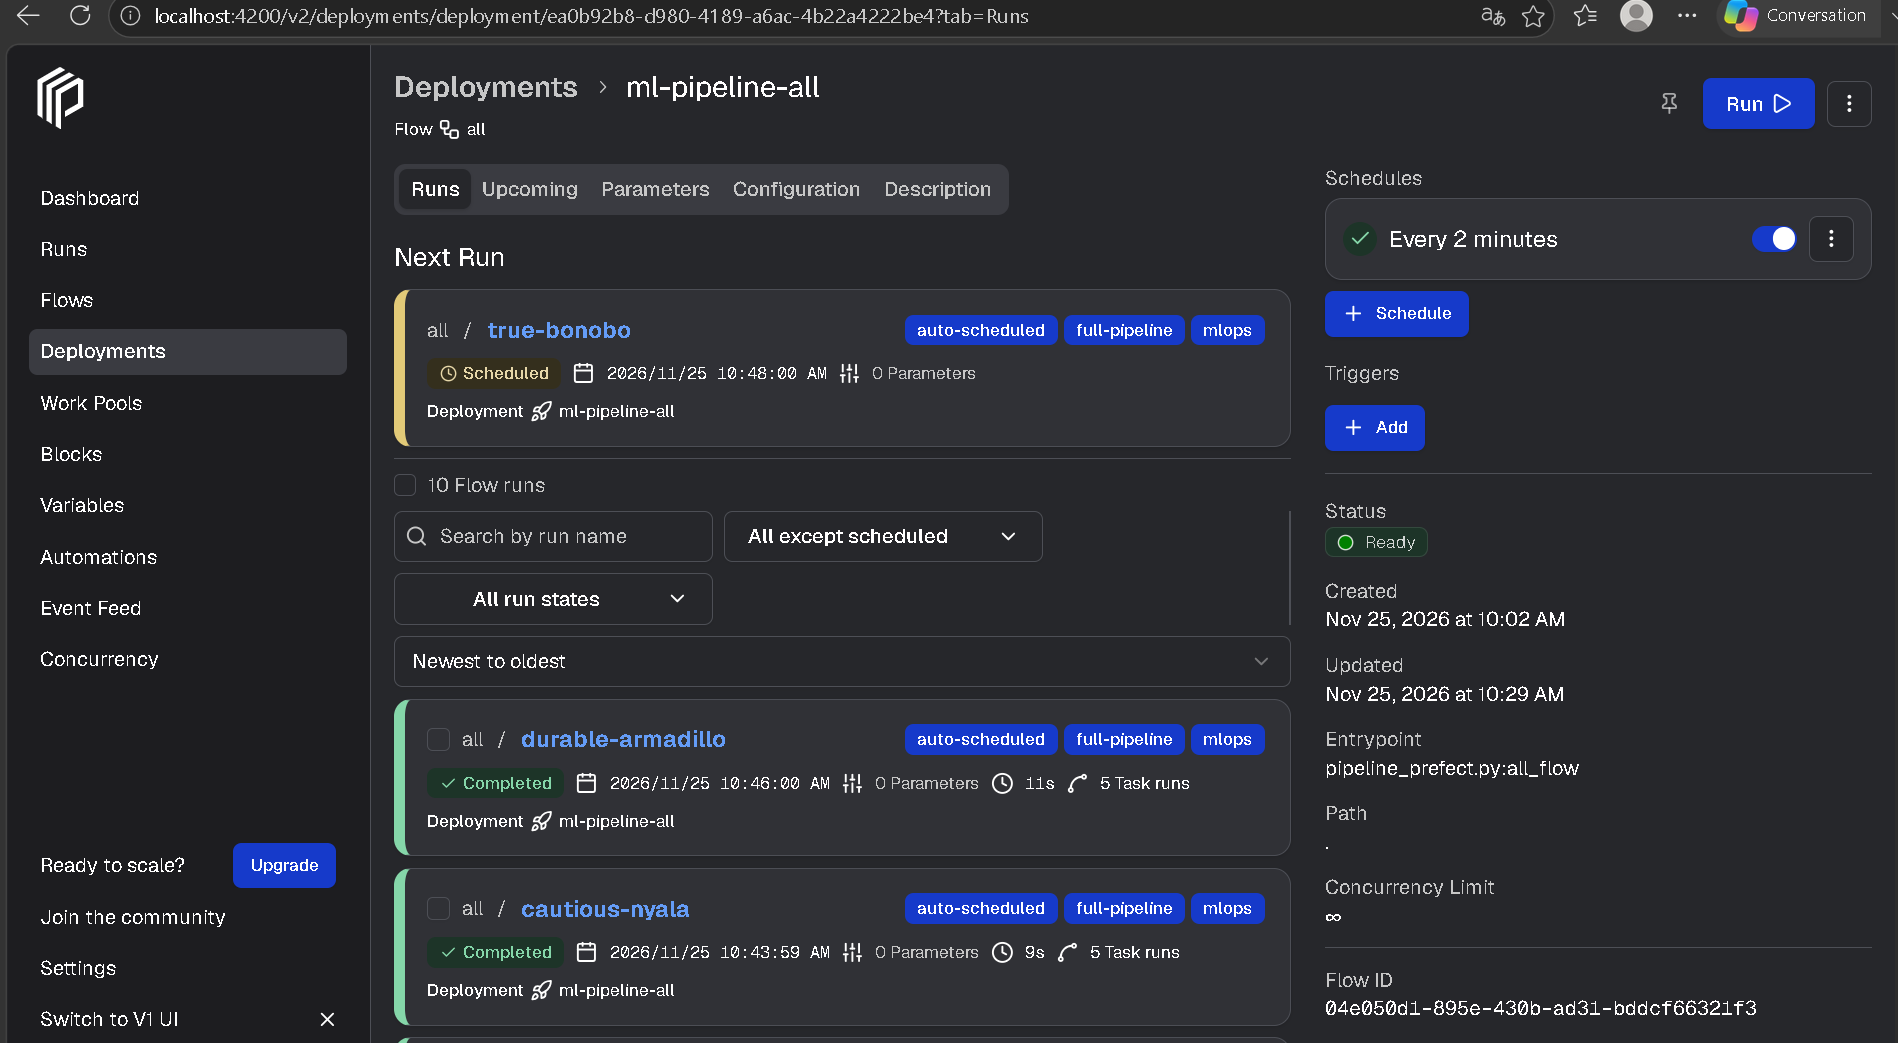 localhost:4200/v2/deployments/deployment/ea0b92b8-d980-4189-a6ac-4b22a4222be4?tab=Runs
Conversation
Dashboard
Runs
Flows
Deployments
Work Pools
Blocks
Variables
Automations
Event Feed
Concurrency
Ready to scale?
Upgrade
Join the community
Settings
Switch to V1 UI
Deployments > ml-pipeline-all
Flow all
Run
Runs Upcoming Parameters Configuration Description
Next Run
all / true-bonobo auto-scheduled full-pipeline mlops
Scheduled 2026/11/25 10:48:00 AM 0 Parameters
Deployment ml-pipeline-all
10 Flow runs
Search by run name
All except scheduled
All run states
Newest to oldest
all / durable-armadillo auto-scheduled full-pipeline mlops
Completed 2026/11/25 10:46:00 AM 0 Parameters 11s 5 Task runs
Deployment ml-pipeline-all
all / cautious-nyala auto-scheduled full-pipeline mlops
Completed 2026/11/25 10:43:59 AM 0 Parameters 9s 5 Task runs
Deployment ml-pipeline-all
Schedules
Every 2 minutes
+ Schedule
Triggers
+ Add
Status
Ready
Created
Nov 25, 2026 at 10:02 AM
Updated
Nov 25, 2026 at 10:29 AM
Entrypoint
pipeline_prefect.py:all_flow
Path
.
Concurrency Limit
∞
Flow ID
04e050d1-895e-430b-ad31-bddcf66321f3